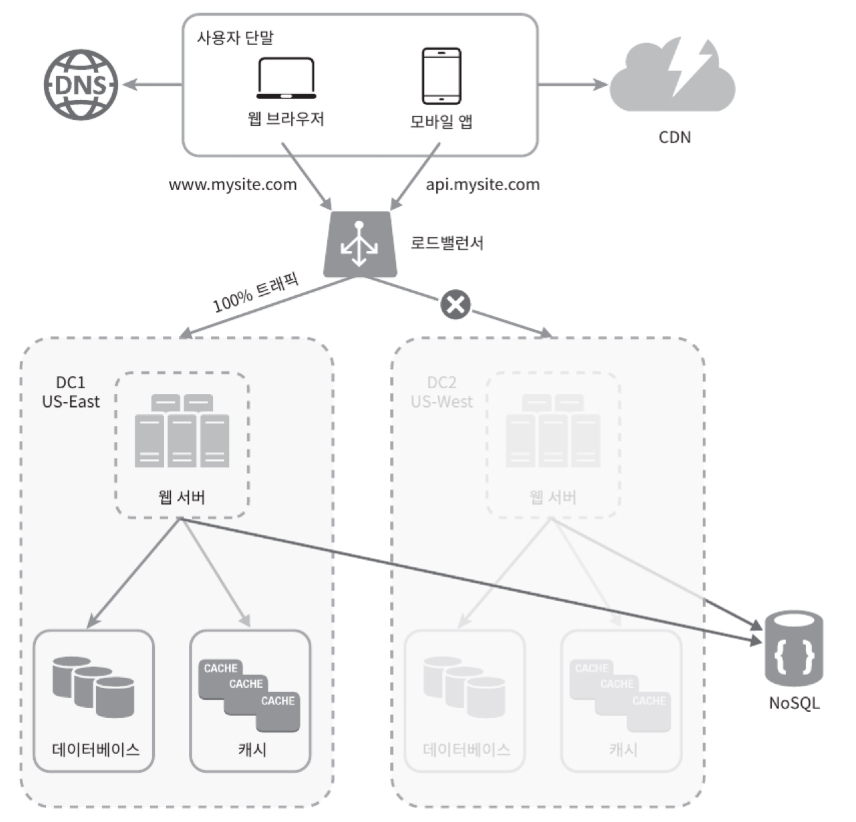 사용자 단말
DNS
웹 브라우저
모바일 앱
CDN
www.mysite.com
api.mysite.com
로드밸런서
100% 트래픽
DC1
US-East
웹 서버
DC2
US-West
웹 서버
CACHE
CACHE
CACHE
데이터베이스
캐시
CACHE
CACHE
CACHE
데이터베이스
캐시
{ }
NoSQL